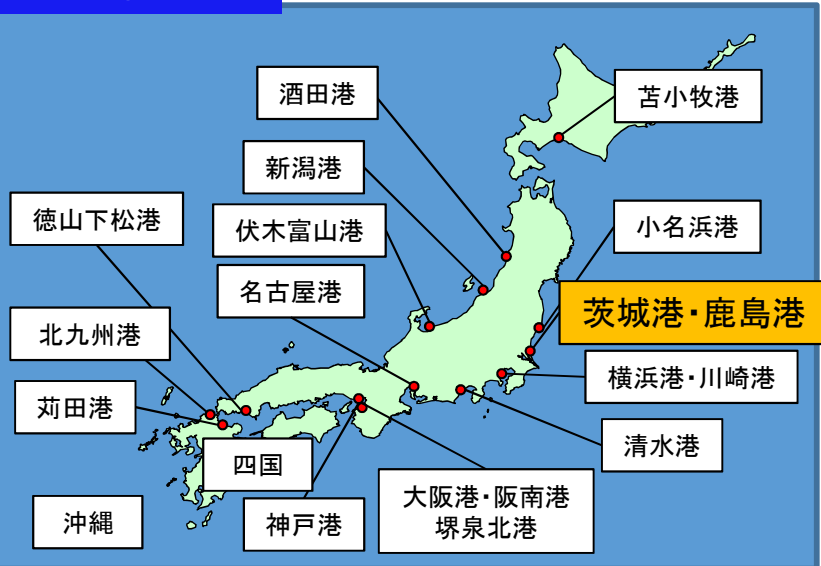 酒田港
苫小牧港
新潟港
徳山下松港
伏木富山港
小名浜港
名古屋港
茨城港・鹿島港
北九州港
横浜港・川崎港
苅田港
清水港
四国
大阪港・阪南港
堺泉北港
沖縄
神戸港